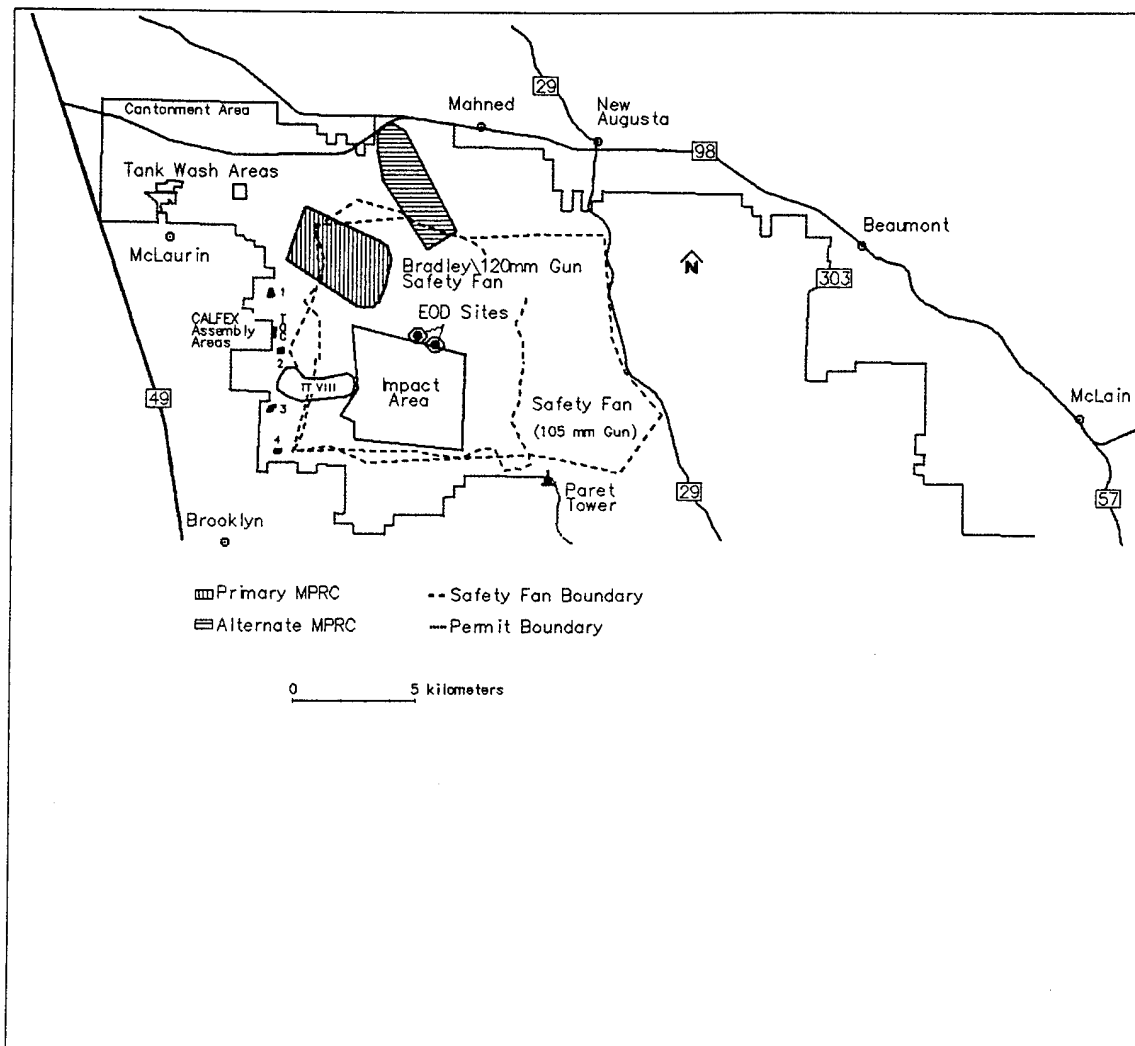 29
Mahned
New
Augusta
Cantonment Area
98
Tank Wash Areas
Beaumont
McLaurin
N
Bradley\120mm Gun
Safety Fan
303
1
CALFEX
Assembly
Areas
TOC
EOD Sites
2
TT VIII
Impact
Area
49
3
Safety Fan
(105 mm Gun)
McLain
4
Paret
Tower
29
57
Brooklyn
Primary MPRC
Safety Fan Boundary
Alternate MPRC
Permit Boundary
0
5 kilometers